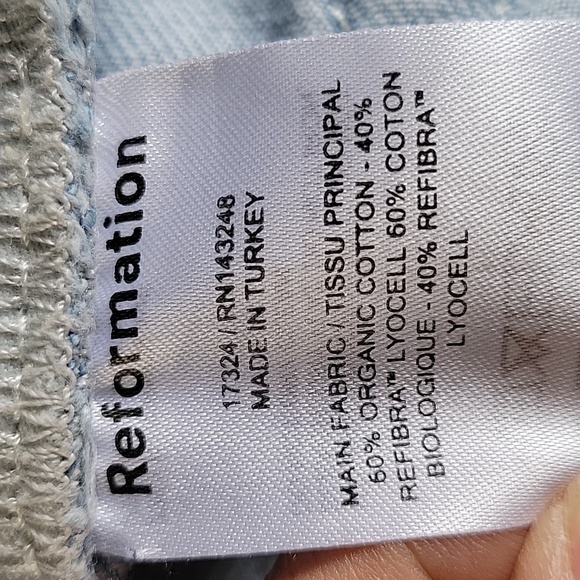 Reformation
17324 / RN143248
MADE IN TURKEY
MAIN FABRIC / TISSU PRINCIPAL
60% ORGANIC COTTON - 40%
REFIBRA™ LYOCELL 60% COTON
BIOLOGIQUE - 40% REFIBRA™
LYOCELL